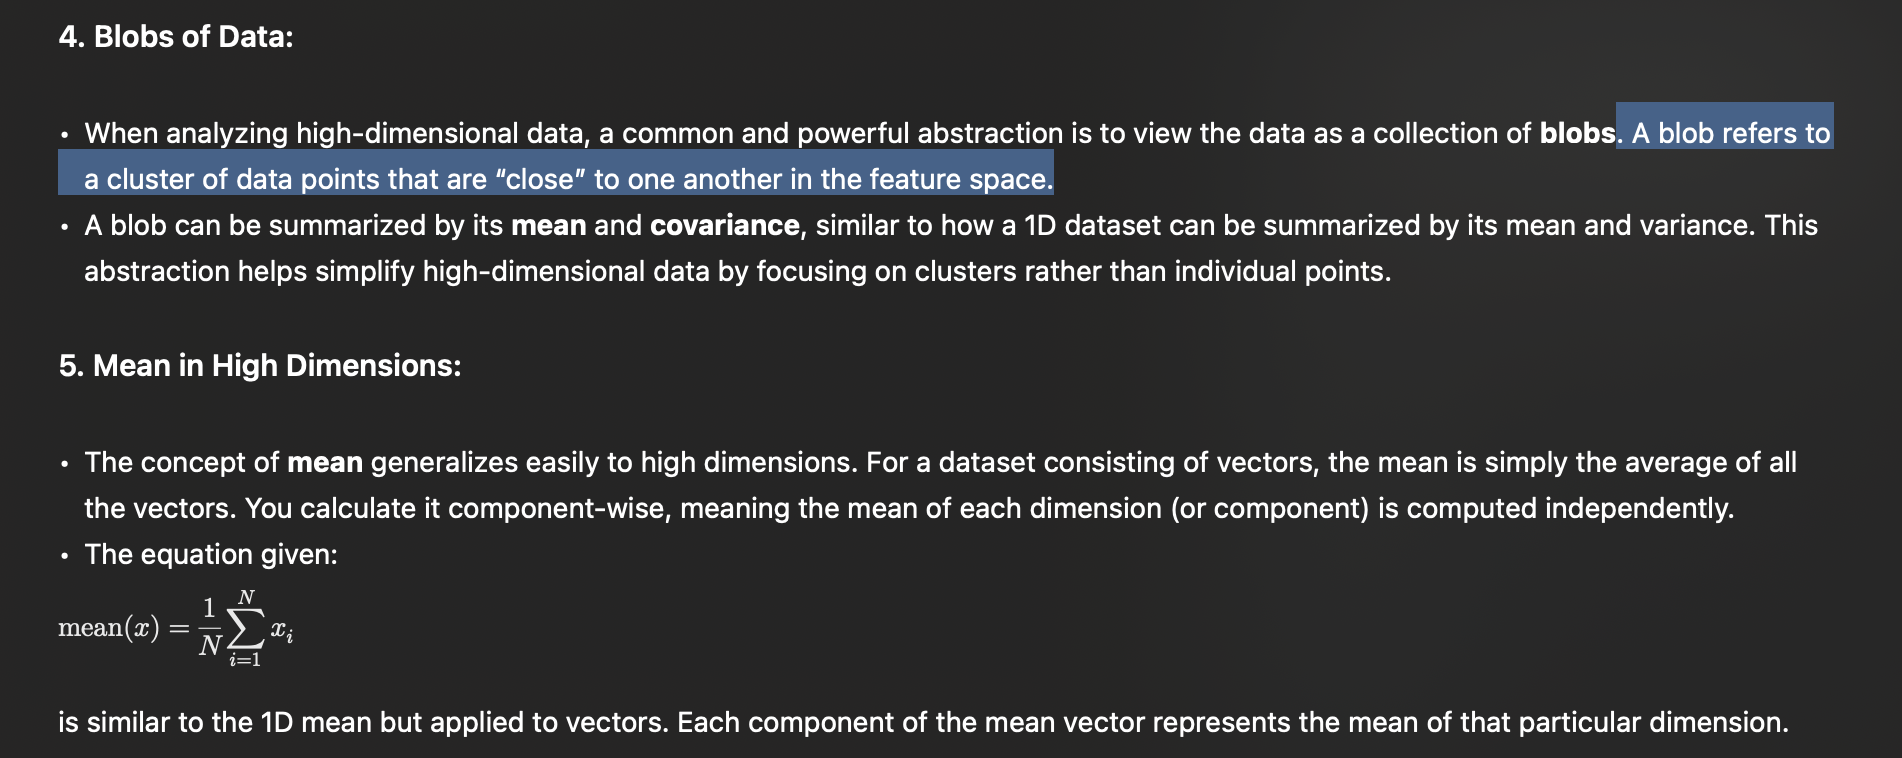 4. Blobs of Data:
• When analyzing high-dimensional data, a common and powerful abstraction is to view the data as a collection of blobs. A blob refers to
a cluster of data points that are “close” to one another in the feature space.
• A blob can be summarized by its mean and covariance, similar to how a 1D dataset can be summarized by its mean and variance. This
abstraction helps simplify high-dimensional data by focusing on clusters rather than individual points.
5. Mean in High Dimensions:
• The concept of mean generalizes easily to high dimensions. For a dataset consisting of vectors, the mean is simply the average of all
the vectors. You calculate it component-wise, meaning the mean of each dimension (or component) is computed independently.
• The equation given:
mean(x) = \frac{1}{N} \sum_{i=1}^{N} x_i
is similar to the 1D mean but applied to vectors. Each component of the mean vector represents the mean of that particular dimension.